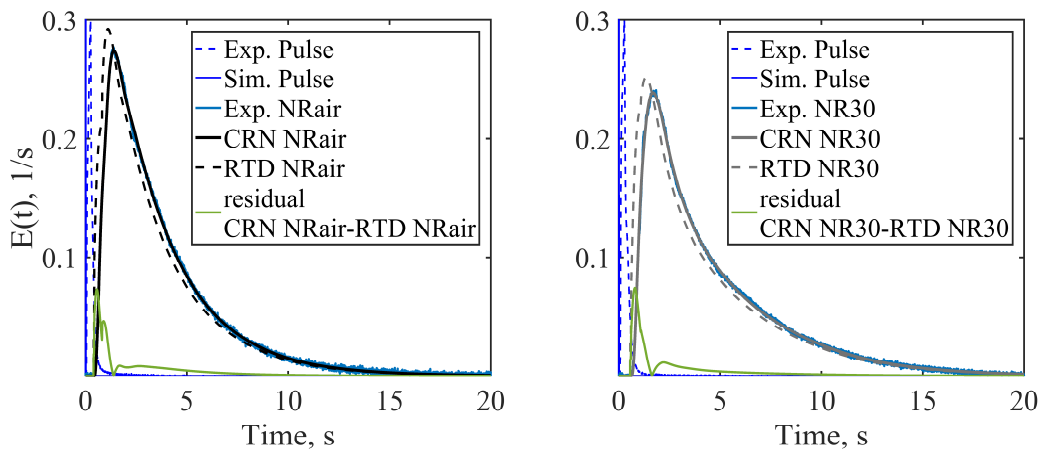 E(t), 1/s
0.3
0.2
0.1
Exp. Pulse
Sim. Pulse
Exp. NRair
CRN NRair
RTD NRair
residual
CRN NRair-RTD NRair
0 5 10 15 20
Time, s
0.3
0.2
0.1
Exp. Pulse
Sim. Pulse
Exp. NR30
CRN NR30
RTD NR30
residual
CRN NR30-RTD NR30
0 5 10 15 20
Time, s